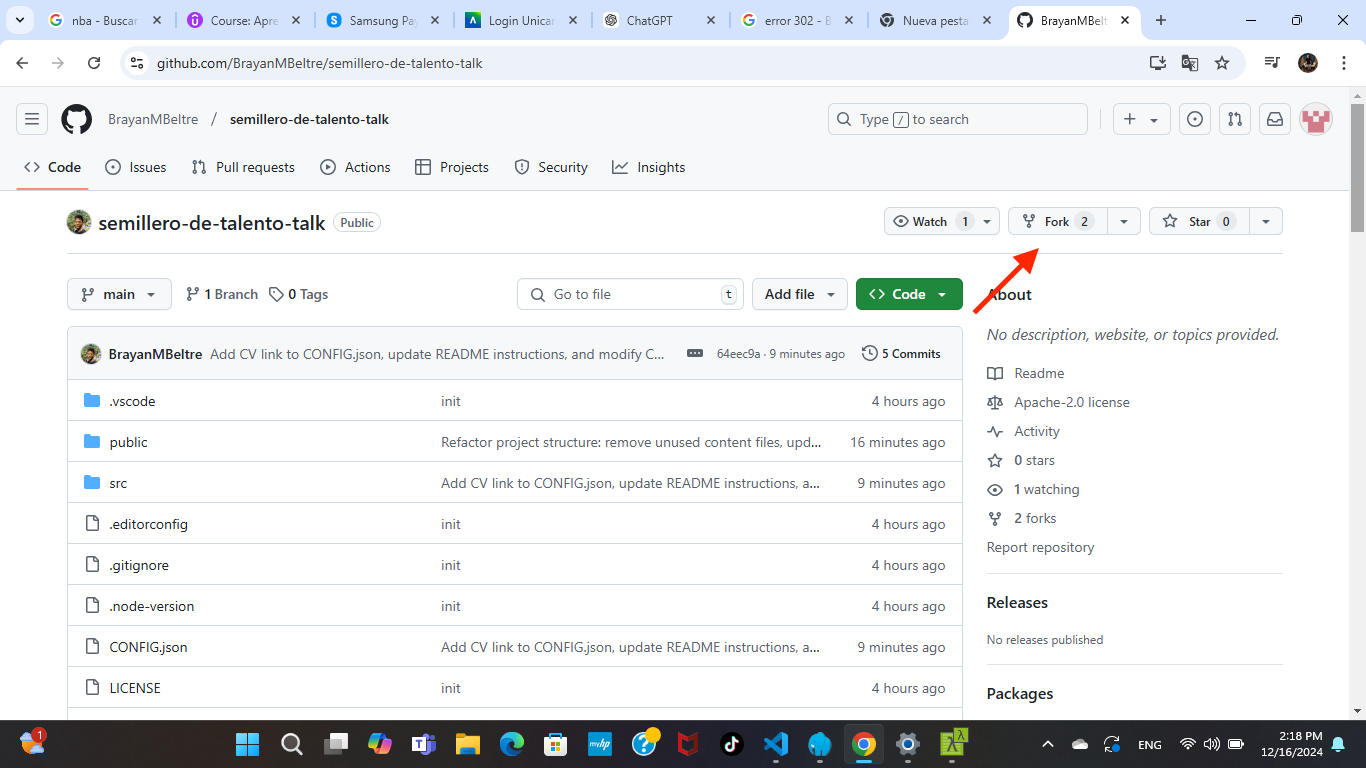 nba - Buscar
Course: Apre
Samsung Pay
Login Unicar
ChatGPT
error 302 - B
Nueva pesta
BrayanMBelt
github.com/BrayanMBeltre/semillero-de-talento-talk
BrayanMBeltre / semillero-de-talento-talk
Type / to search
Code
Issues
Pull requests
Actions
Projects
Security
Insights
semillero-de-talento-talk Public
Watch 1
Fork 2
Star 0
main
1 Branch
0 Tags
Go to file t
Add file
Code
BrayanMBeltre Add CV link to CONFIG.json, update README instructions, and modify C... 64eec9a · 9 minutes ago 5 Commits
.vscode init 4 hours ago
public Refactor project structure: remove unused content files, upd... 16 minutes ago
src Add CV link to CONFIG.json, update README instructions, a... 9 minutes ago
.editorconfig init 4 hours ago
.gitignore init 4 hours ago
.node-version init 4 hours ago
CONFIG.json Add CV link to CONFIG.json, update README instructions, a... 9 minutes ago
LICENSE init 4 hours ago
About
No description, website, or topics provided.
Readme
Apache-2.0 license
Activity
0 stars
1 watching
2 forks
Report repository
Releases
No releases published
Packages
1
myhp
ENG
2:18 PM
12/16/2024